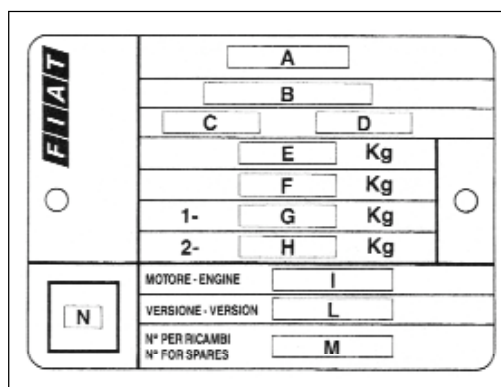 FIAT
A
B
C D
E Kg
F Kg
1- G Kg
2- H Kg
MOTORE - ENGINE I
VERSIONE - VERSION L
N° PER RICAMBI
N° FOR SPARES M
N